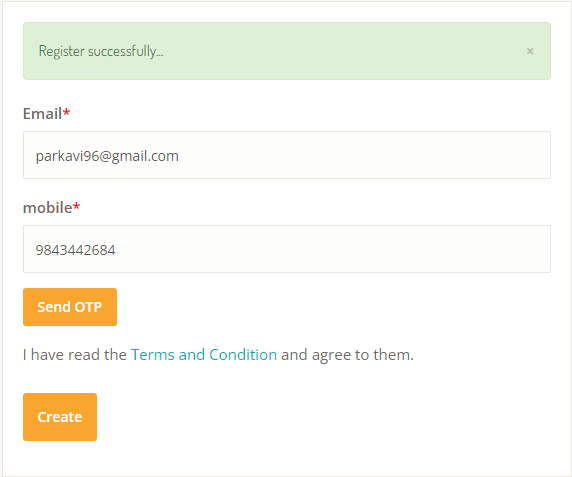 Register successfully...
×
Email*
parkavi96@gmail.com
mobile*
9843442684
Send OTP
I have read the Terms and Condition and agree to them.
Create